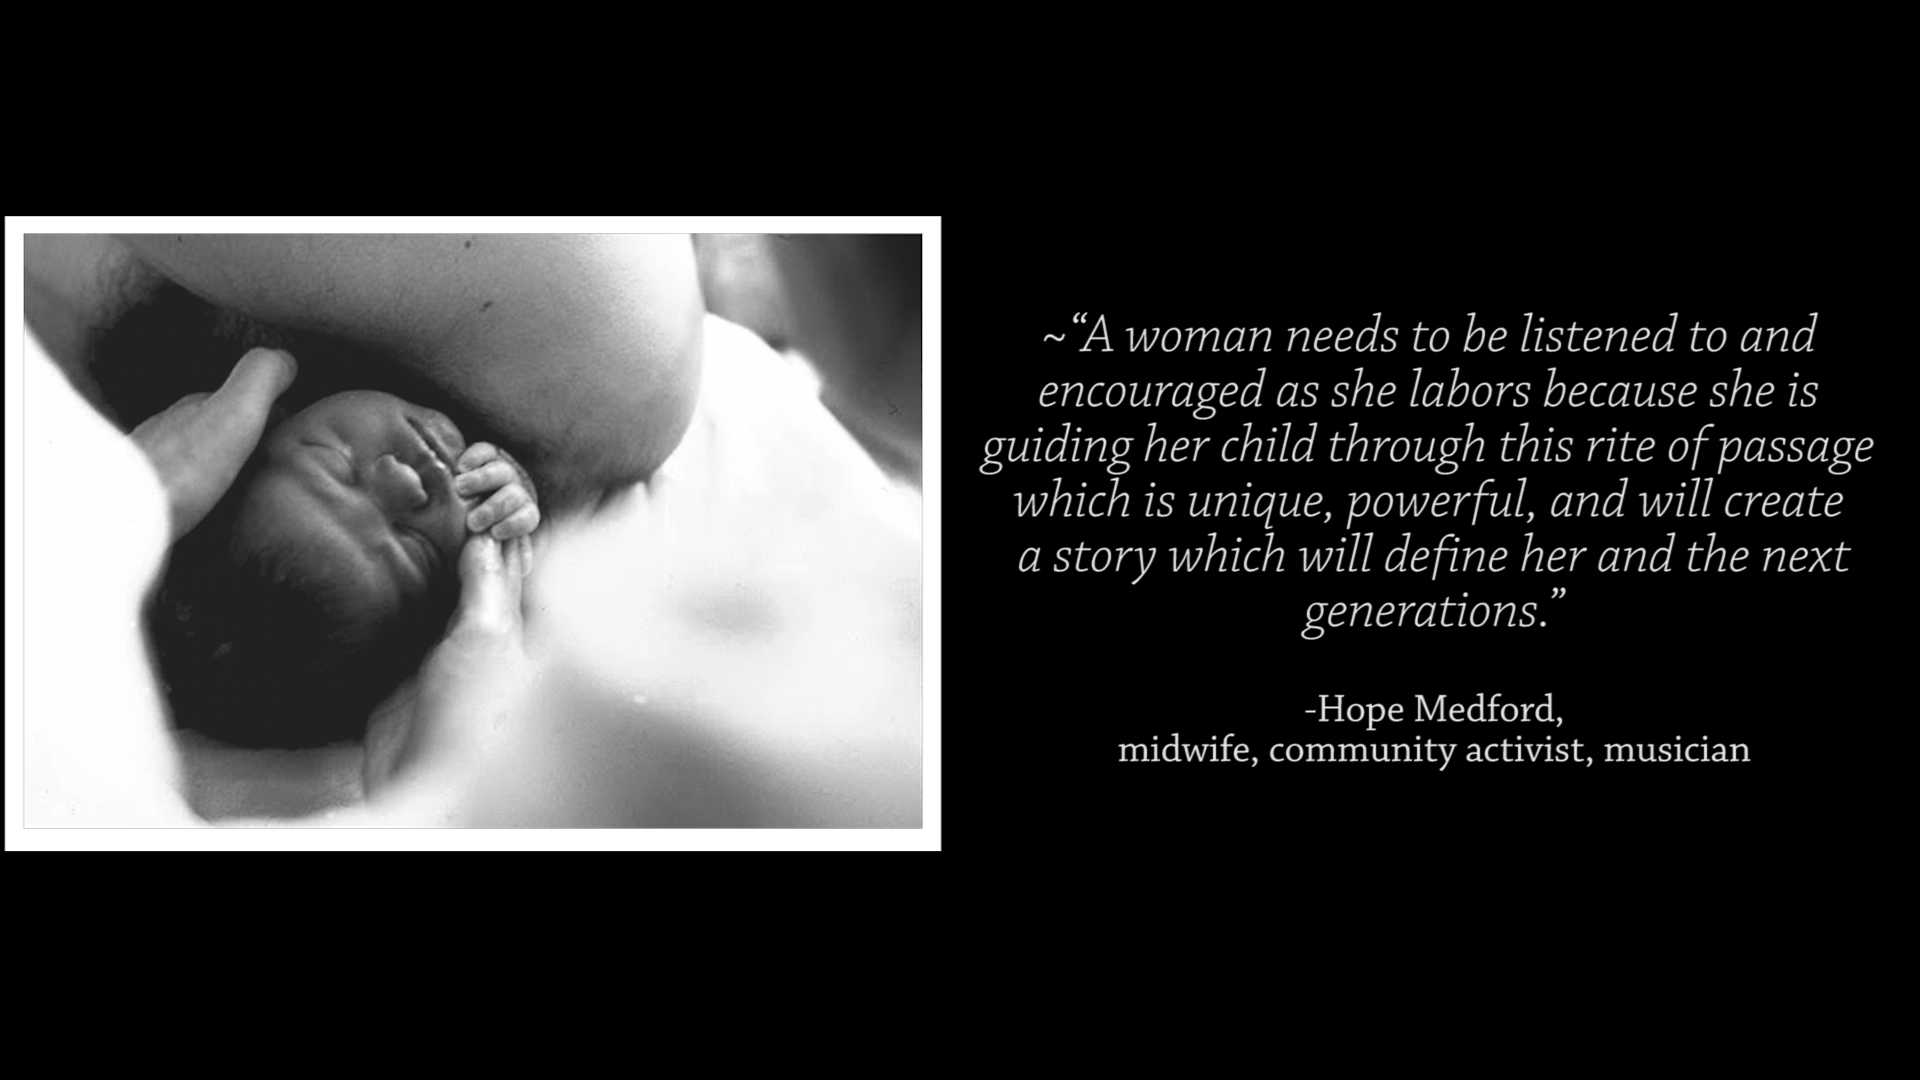 ~“A woman needs to be listened to and
encouraged as she labors because she is
guiding her child through this rite of passage
which is unique, powerful, and will create
a story which will define her and the next
generations.”
-Hope Medford,
midwife, community activist, musician